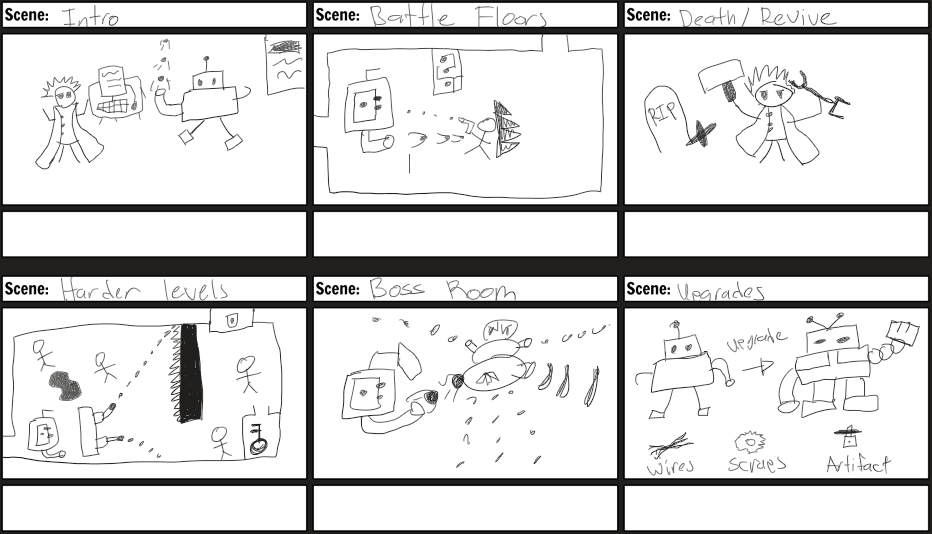 Scene: Intro
Scene: Battle Floors
Scene: Death/Revive
RIP
Scene: Harder levels
Scene: Boss Room
Scene: Upgrades
upgrade
wires
scraps
Artifact